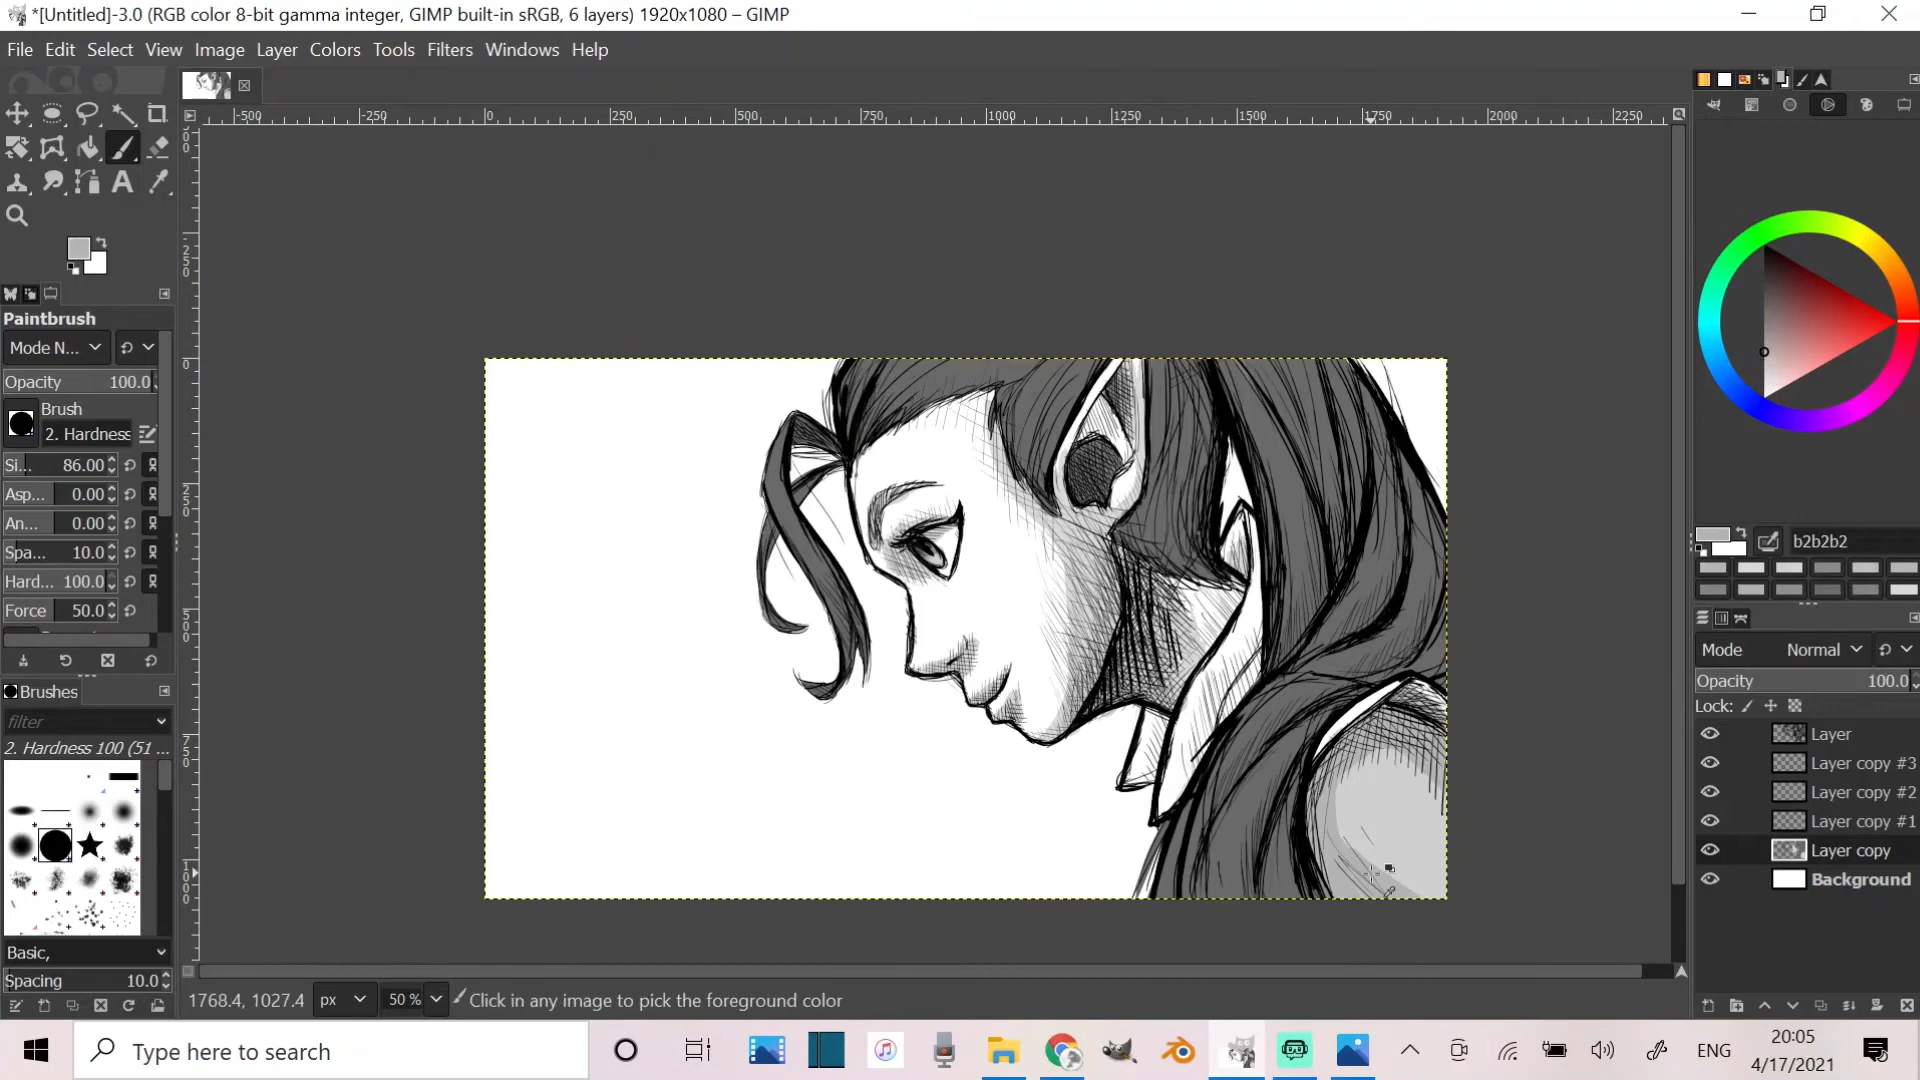 *[Untitled]-3.0 (RGB color 8-bit gamma integer, GIMP built-in sRGB, 6 layers) 1920x1080 – GIMP
File Edit Select View Image Layer Colors Tools Filters Windows Help
-500 -250 0 250 500 750 1000 1250 1500 1750 2000 2250
0
250
500
750
1000
Paintbrush
Mode N...
Opacity 100.0
Brush
2. Hardness
Si... 86.00
Asp... 0.00
An... 0.00
Spa... 10.0
Hard... 100.0
Force 50.0
Brushes
filter
2. Hardness 100 (51 ...
Basic,
Spacing 10.0
b2b2b2
Mode Normal
Opacity 100.0
Lock:
Layer
Layer copy #3
Layer copy #2
Layer copy #1
Layer copy
Background
1768.4, 1027.4 px 50 % Click in any image to pick the foreground color
Type here to search
ENG
20:05
4/17/2021